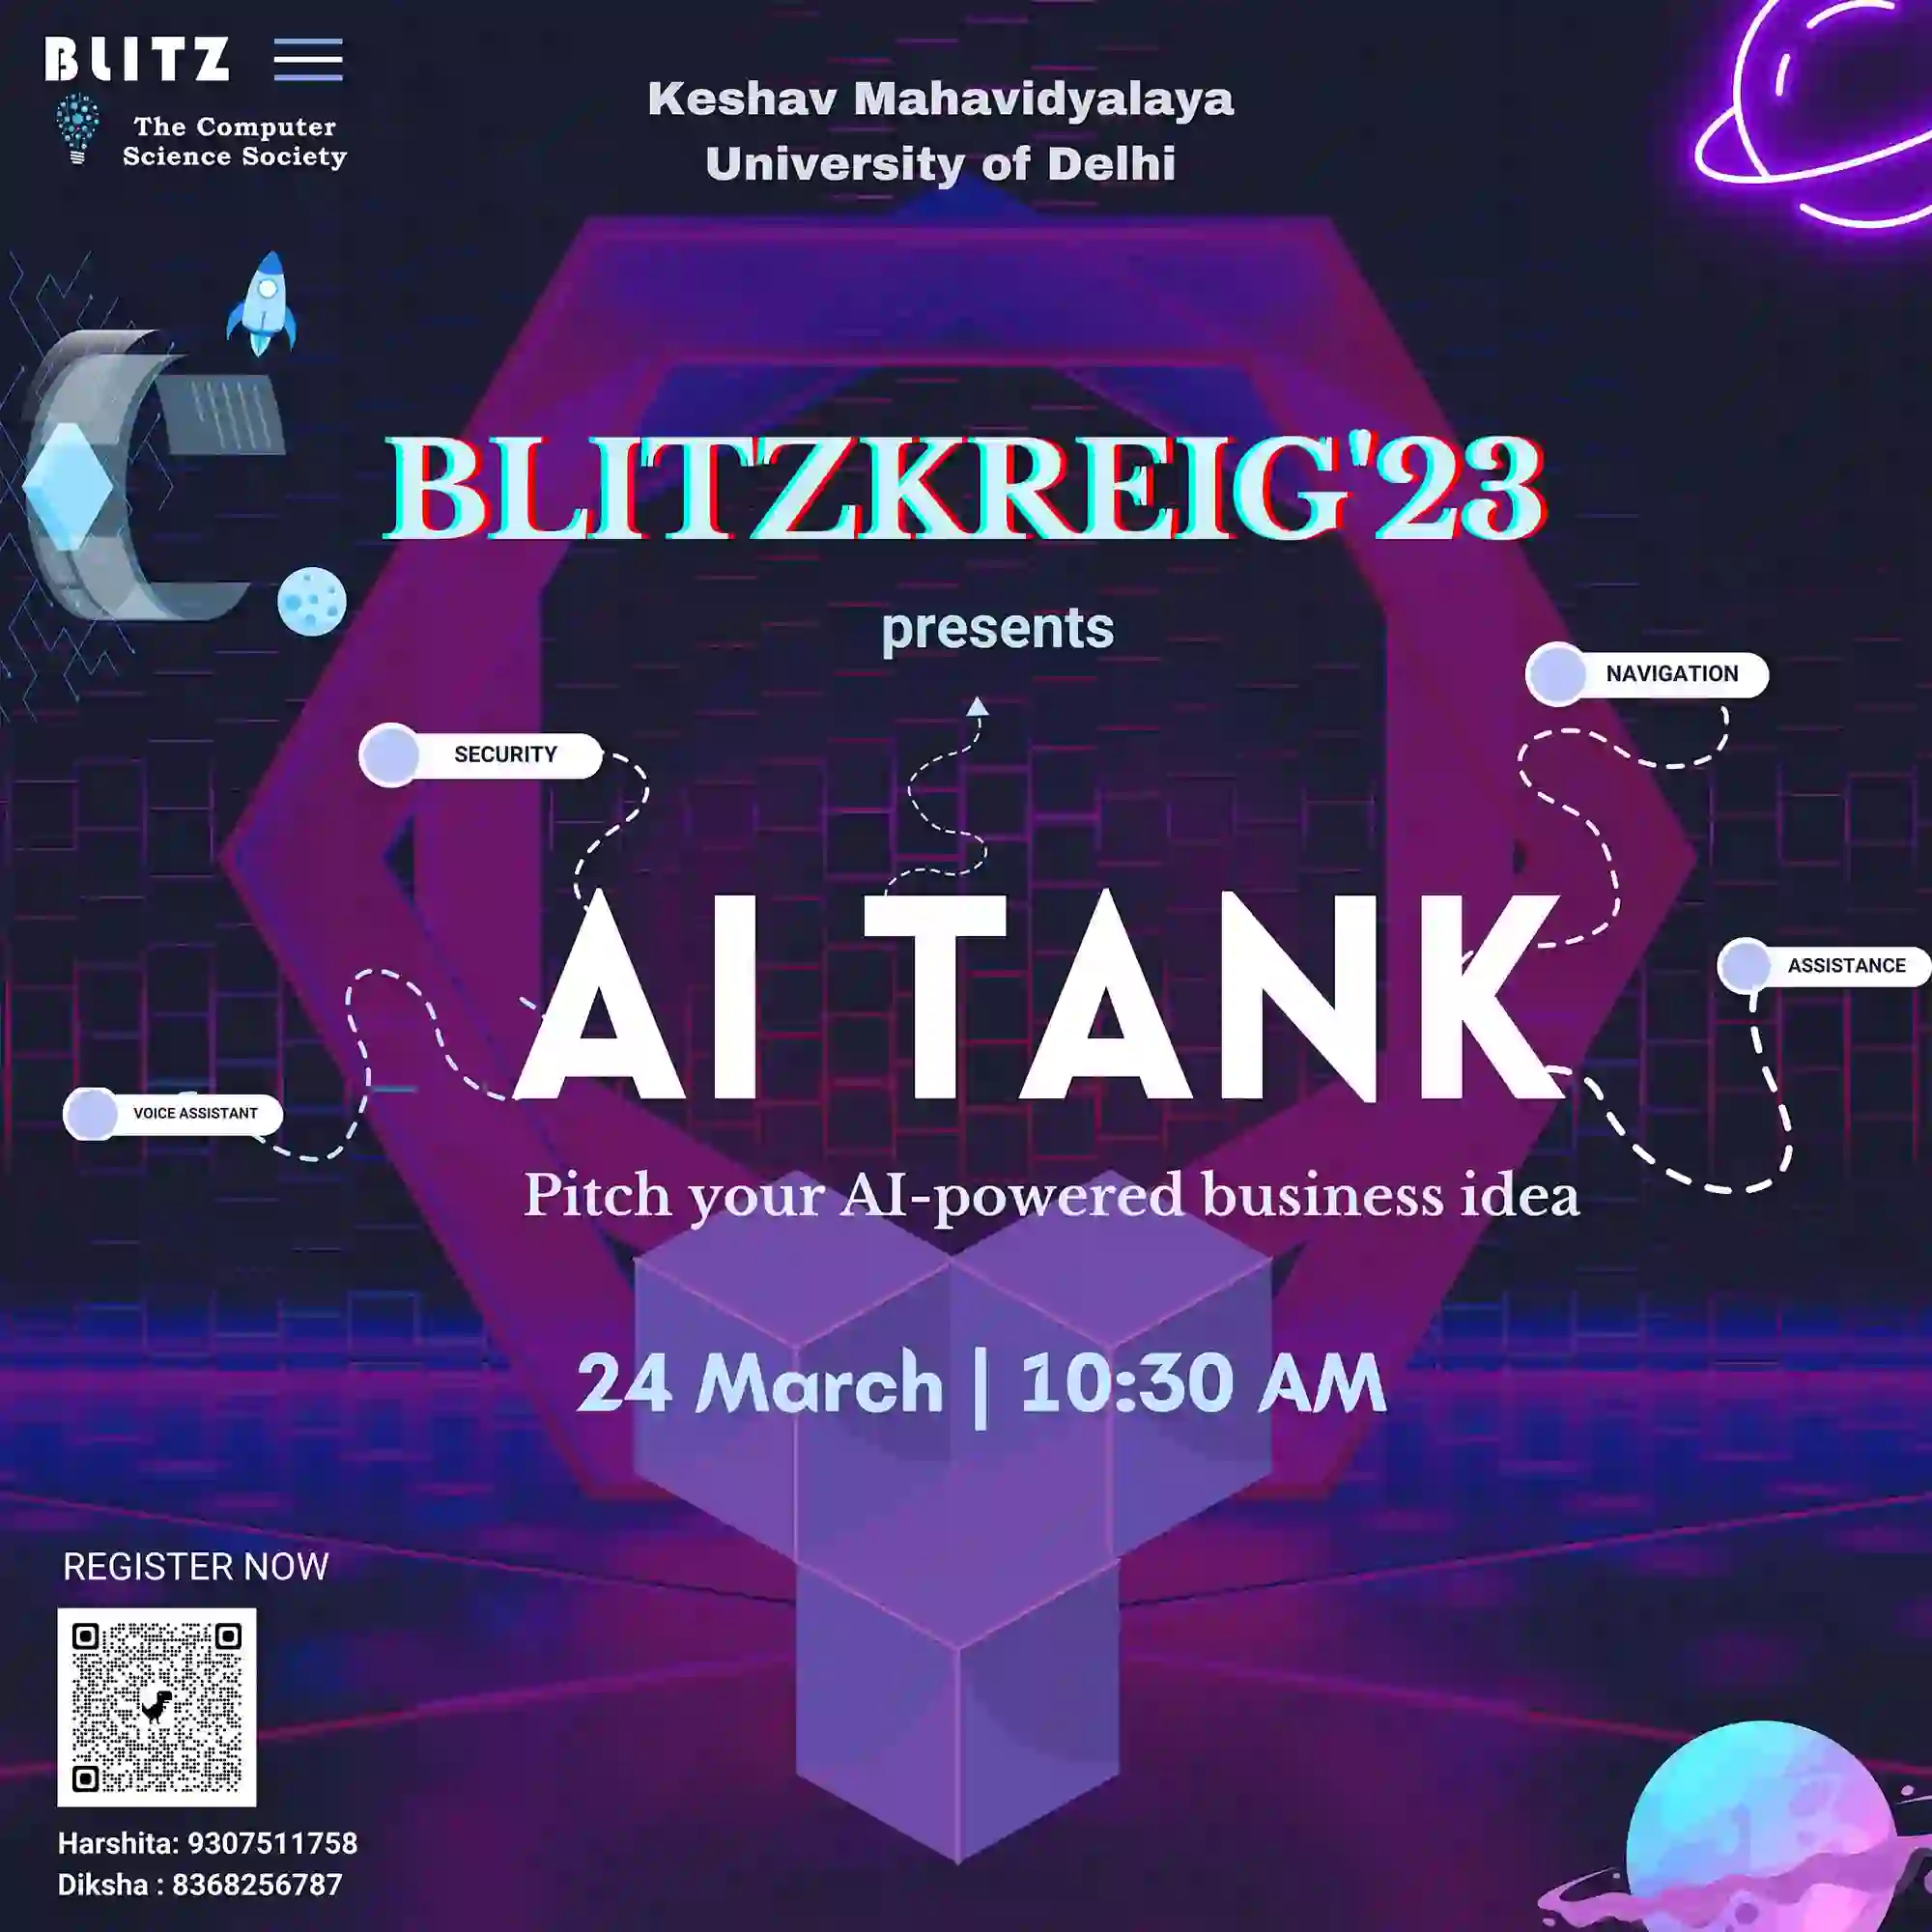 BLITZ
The Computer
Science Society
Keshav Mahavidyalaya
University of Delhi
BLITZKREIG'23
presents
NAVIGATION
SECURITY
AI TANK
ASSISTANCE
VOICE ASSISTANT
Pitch your AI-powered business idea
24 March | 10:30 AM
REGISTER NOW
Harshita: 9307511758
Diksha : 8368256787